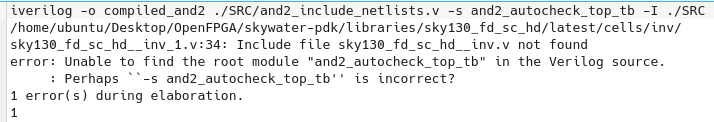 iverilog -o compiled_and2 ./SRC/and2_include_netlists.v -s and2_autocheck_top_tb -I ./SRC
/home/ubuntu/Desktop/OpenFPGA/skywater-pdk/libraries/sky130_fd_sc_hd/latest/cells/inv/
sky130_fd_sc_hd__inv_1.v:34: Include file sky130_fd_sc_hd__inv.v not found
error: Unable to find the root module "and2_autocheck_top_tb" in the Verilog source.
     : Perhaps ``-s and2_autocheck_top_tb'' is incorrect?
1 error(s) during elaboration.
1